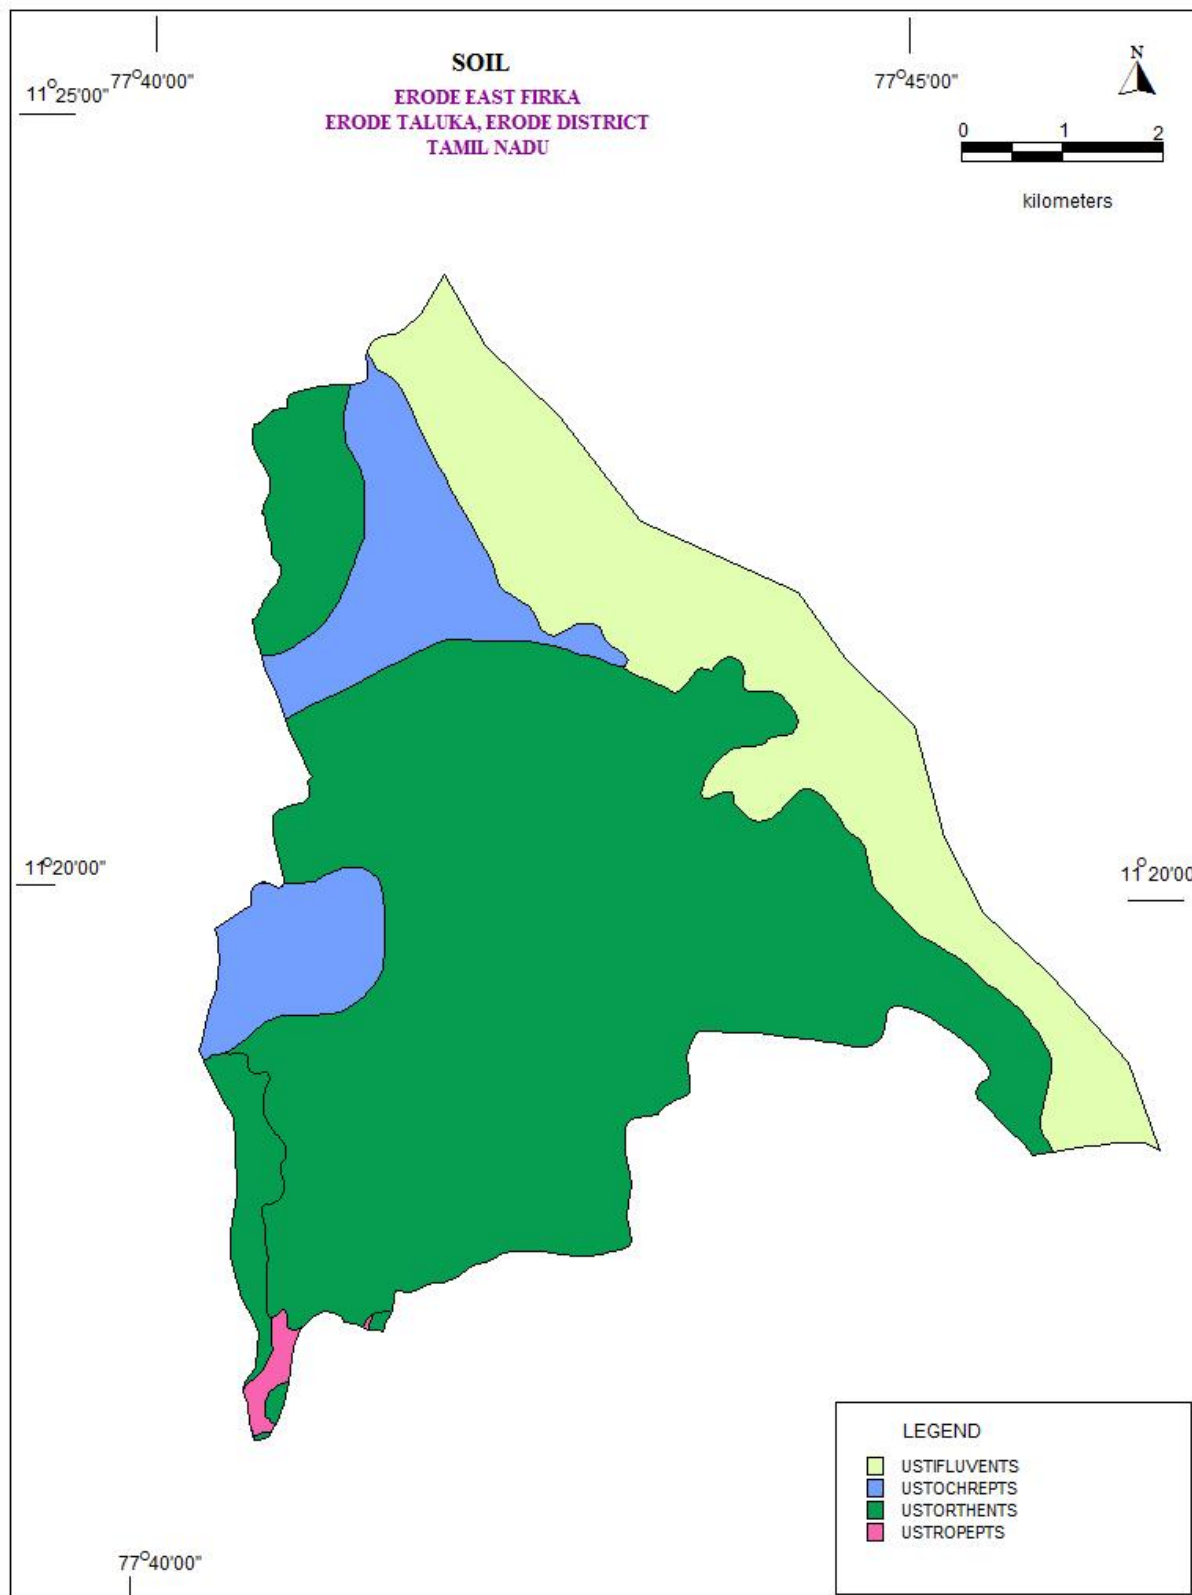 SOIL
ERODE EAST FIRKA
ERODE TALUKA, ERODE DISTRICT
TAMIL NADU
77°40'00"
77°45'00"
11°25'00"
N
0 1 2
kilometers
11°20'00"
11°20'00
LEGEND
USTIFLUVENTS
USTOCHREPTS
USTORTHENTS
USTROPEPTS
77°40'00"